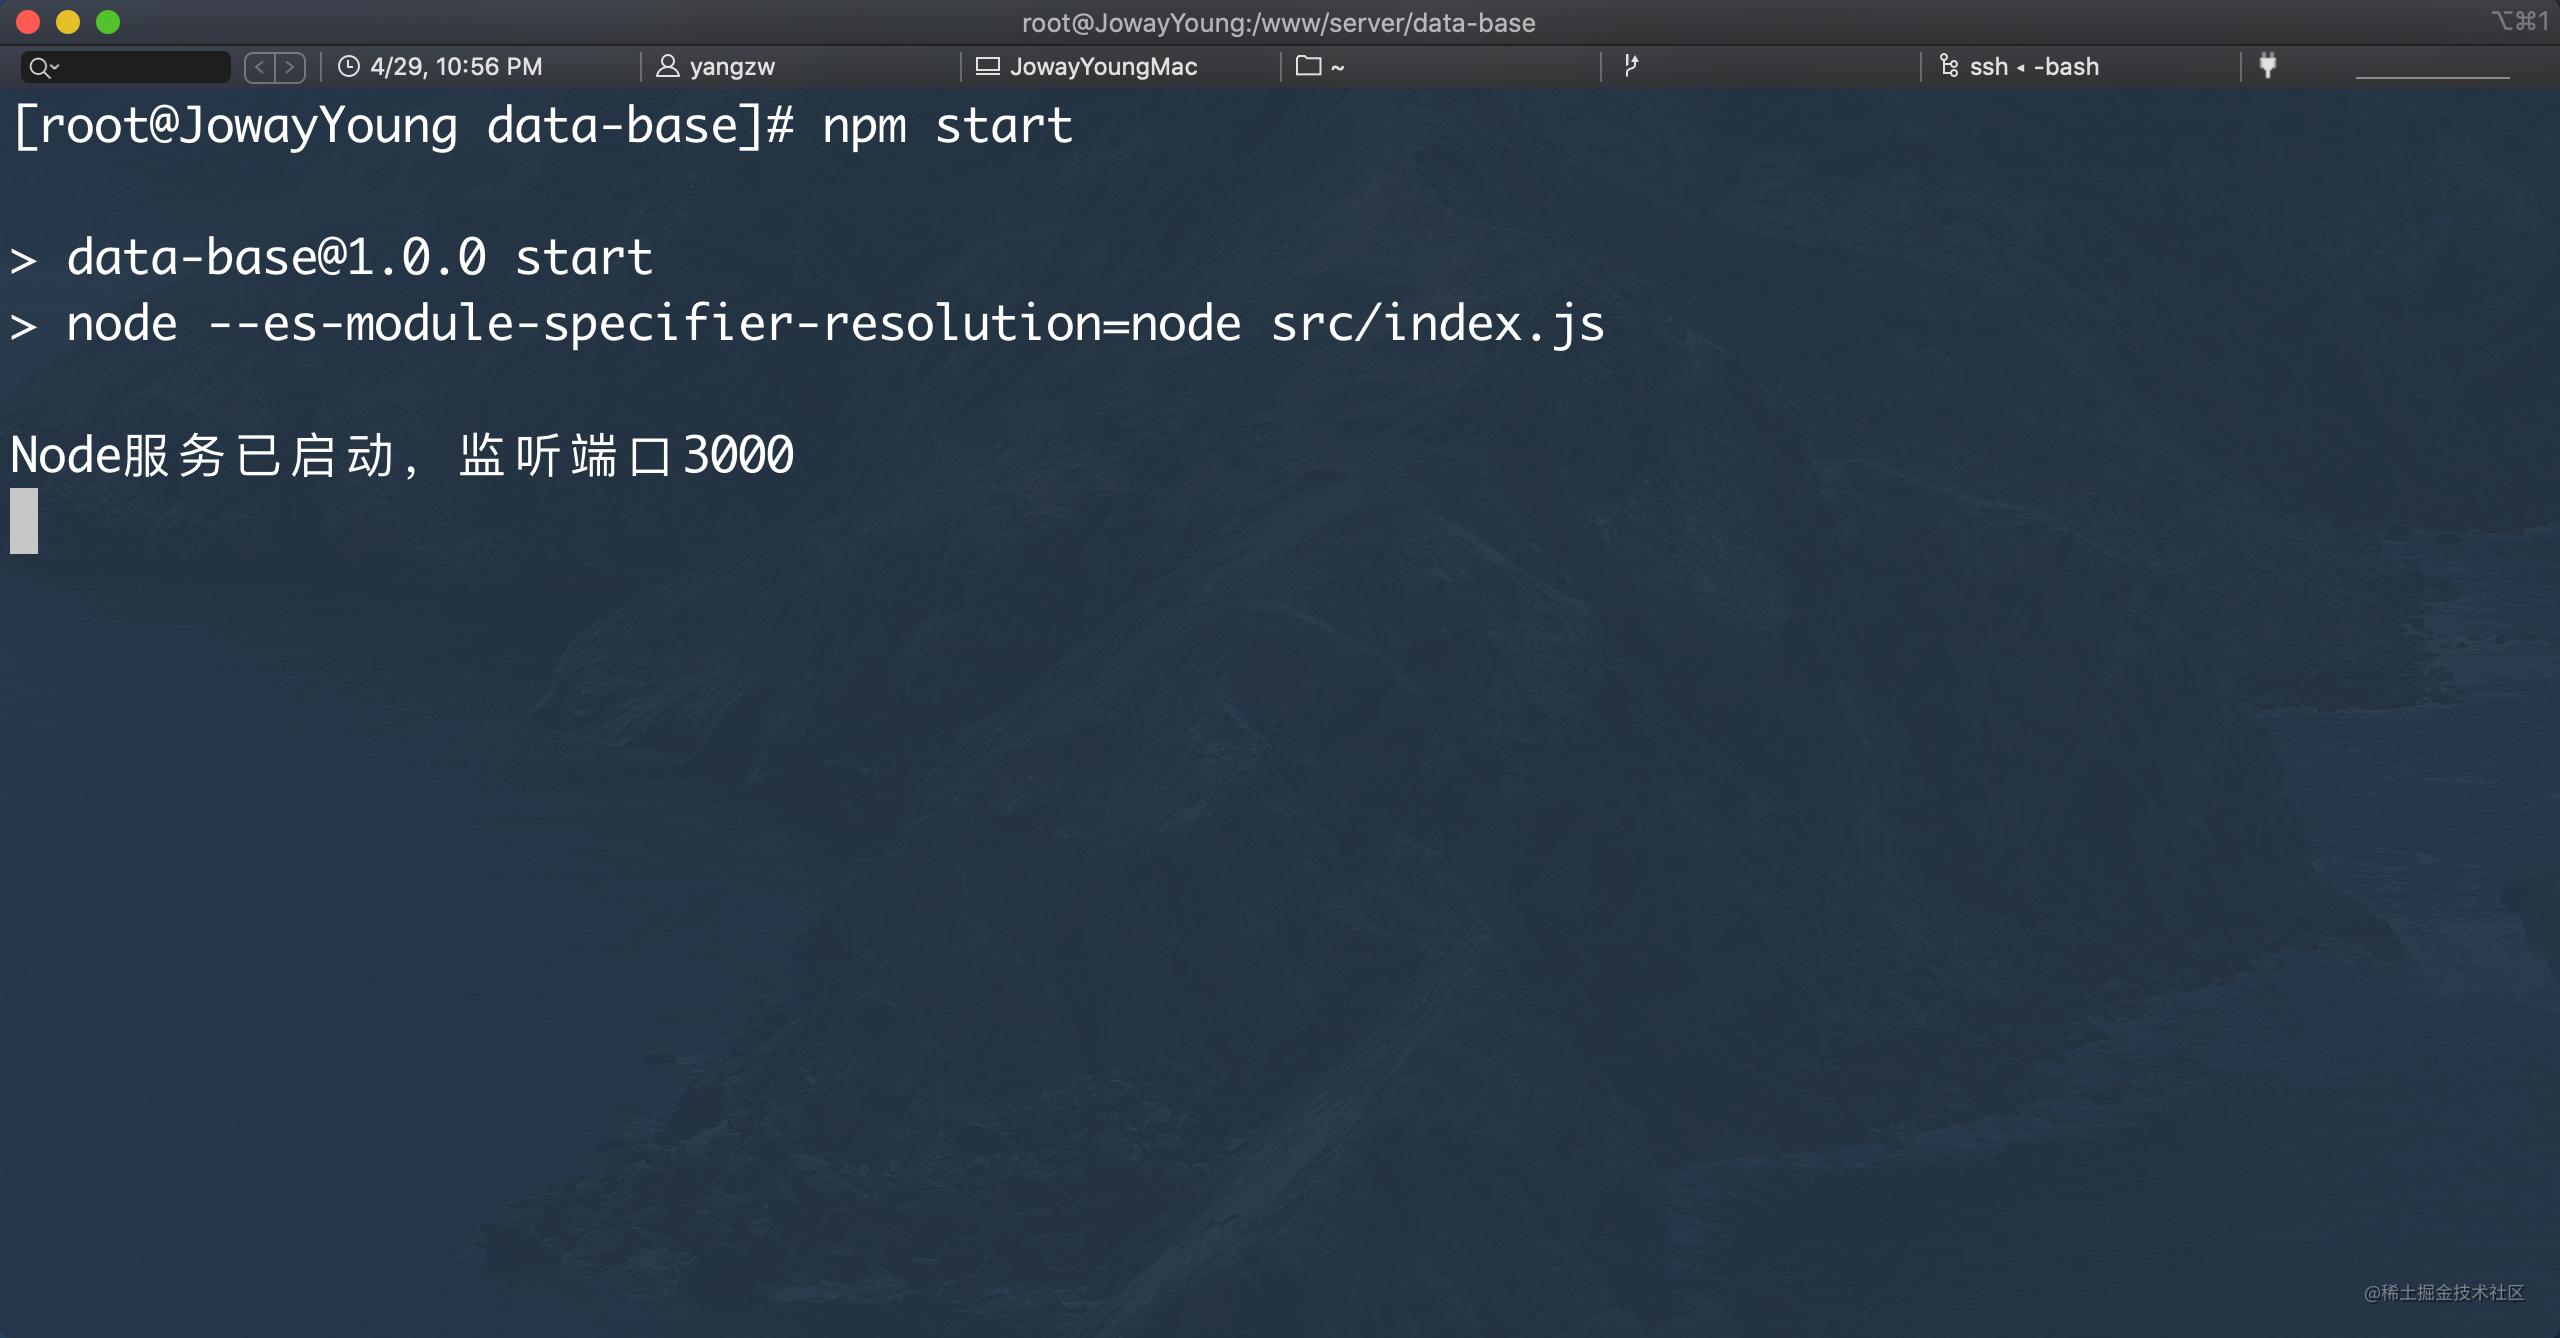 root@JowayYoung:/www/server/data-base
⌥⌘1
4/29, 10:56 PM
yangzw
JowayYoungMac
~
ssh ◂ -bash
[root@JowayYoung data-base]# npm start
> data-base@1.0.0 start
> node --es-module-specifier-resolution=node src/index.js
Node服务已启动, 监听端口3000
@稀土掘金技术社区